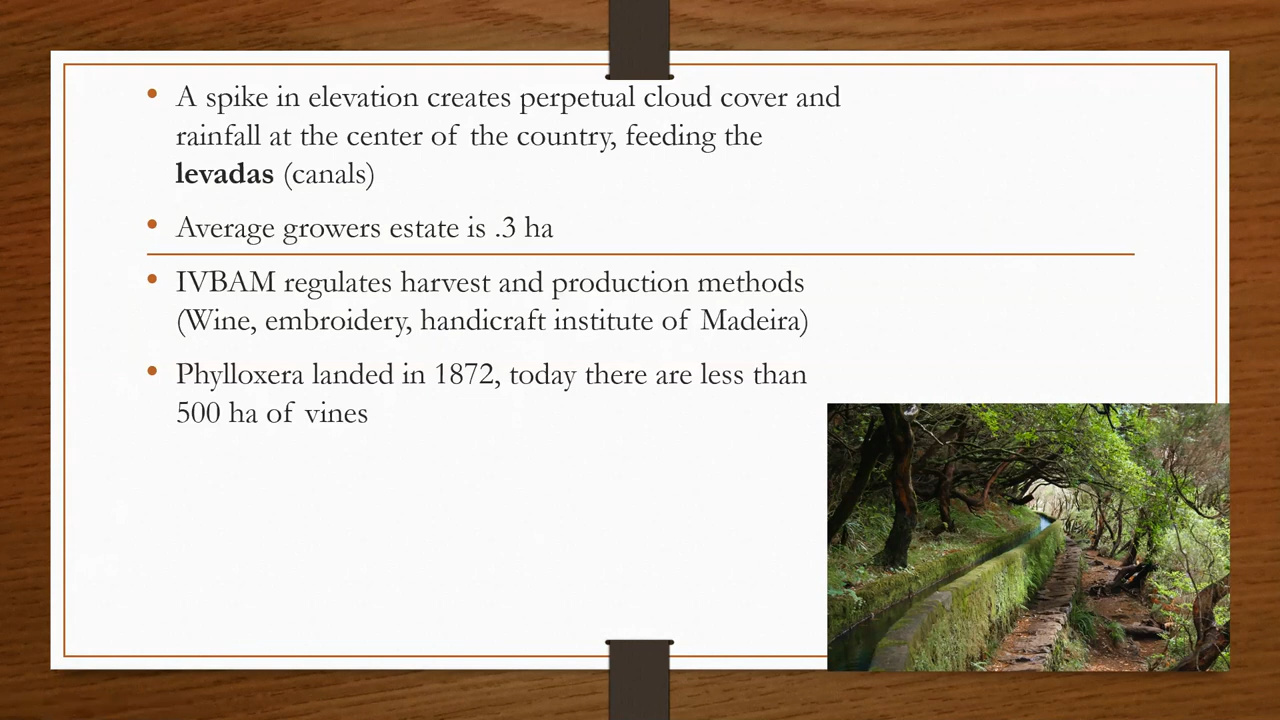 • A spike in elevation creates perpetual cloud cover and
rainfall at the center of the country, feeding the
levadas (canals)
• Average growers estate is .3 ha
• IVBAM regulates harvest and production methods
(Wine, embroidery, handicraft institute of Madeira)
• Phylloxera landed in 1872, today there are less than
500 ha of vines